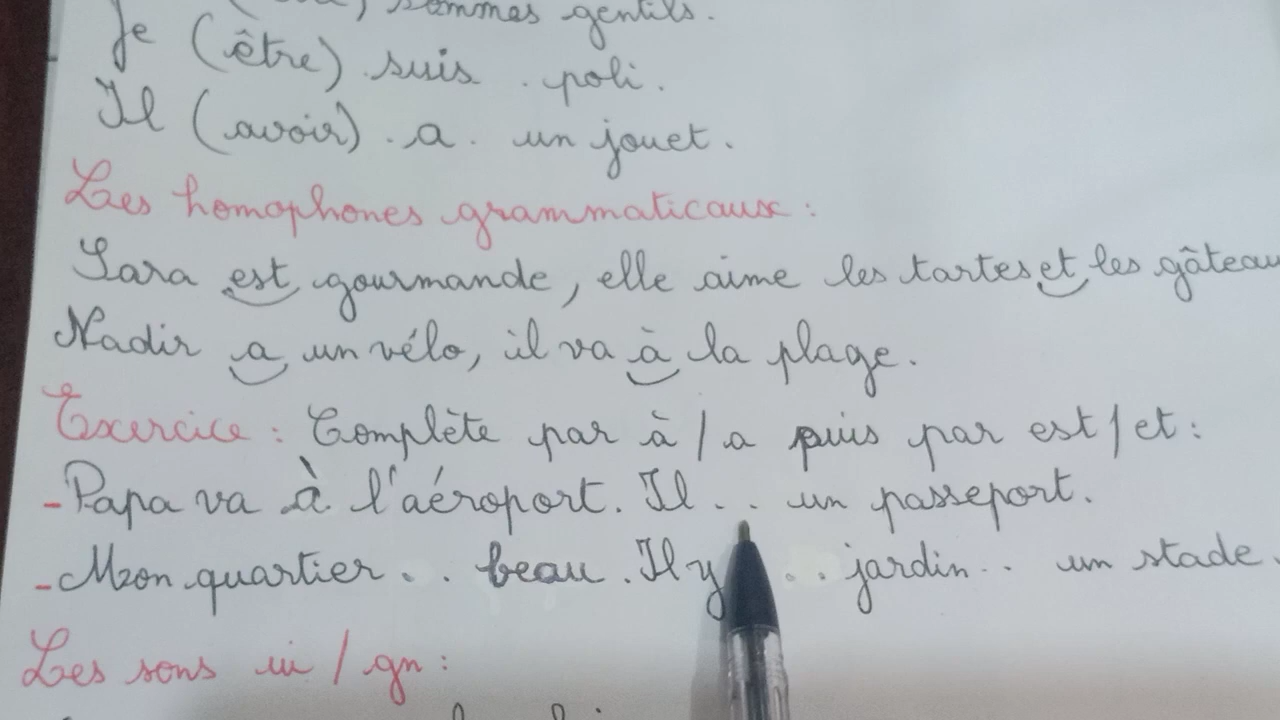 sommes gentils.
Je (être) suis . poli.
Il (avoir) . a . un jouet.
Les homophones grammaticaux :
Sara est gourmande, elle aime les tartes et les gâteau
Nadir a un vélo, il va à la plage.
Exercice : Complète par à / a puis par est / et :
- Papa va à l'aéroport. Il . . un passeport.
- Mon quartier . . beau . Il y . . jardin . . un stade.
Les sons / gn :